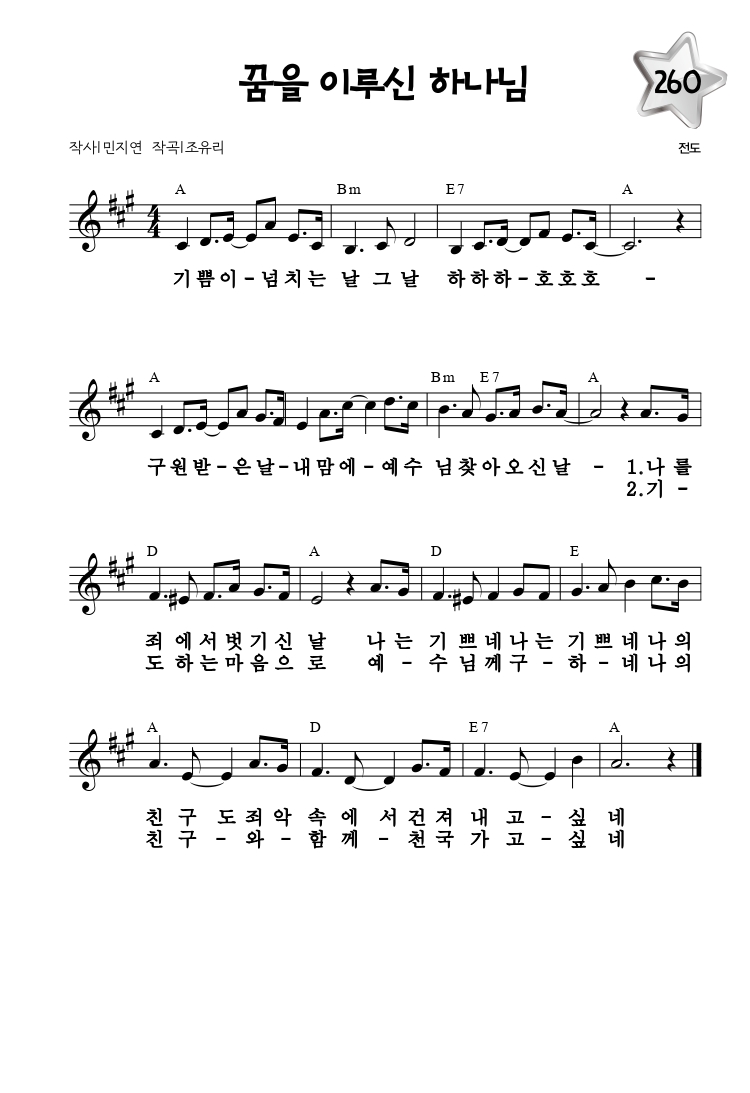 꿈을 이루신 하나님
260
작사|민지연 작곡|조유리
전도
A Bm E7 A
기쁨이-넘치는 날 그 날 하하하-호호호 -
A Bm E7 A
구원받-은날-내맘에-예수 님찾아오신날 - 1.나 를
2.기 -
D A D E
죄 에서벗기신 날 나는 기 쁘네나는 기 쁘네나의
도 하는마음으 로 예- 수 님께구- 하 -네나의
A D E7 A
친 구 도죄악 속 에 서건져 내 고 - 싶 네
친 구 - 와- 함 께 - 천국 가 고 - 싶 네